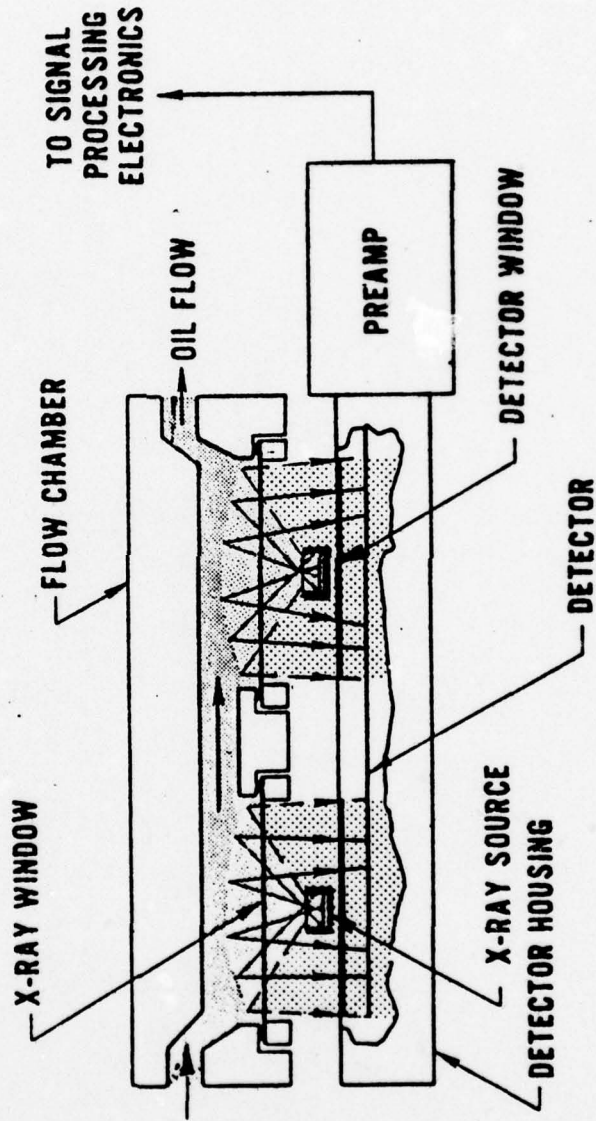 TO SIGNAL
PROCESSING
ELECTRONICS
FLOW CHAMBER
OIL FLOW
X-RAY WINDOW
PREAMP
DETECTOR WINDOW
DETECTOR
X-RAY SOURCE
DETECTOR HOUSING